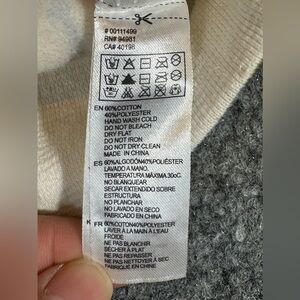 # 00111499
RN# 94981
CA# 40198
EN 60%COTTON
40%POLYESTER
HAND WASH COLD
DO NOT BLEACH
DRY FLAT
DO NOT IRON
DO NOT DRY CLEAN
MADE IN CHINA
ES 60%ALGODÓN40%POLIÉSTER
LAVADO A MANO,
TEMPERATURA MÁXIMA 30oC.
NO BLANQUEAR
SECAR EXTENDIDO SOBRE
ESTRUCTURA
NO PLANCHAR
NO LAVADO EN SECO
FABRICADO EN CHINA
FR 60%COTON40%POLYESTER
LAVER À LA MAIN À L'EAU
FROIDE
NE PAS BLANCHIR
SÉCHER À PLAT
NE PAS REPASSER
NE PAS NETTOYER À SEC
FABRIQUÉ EN CHINE